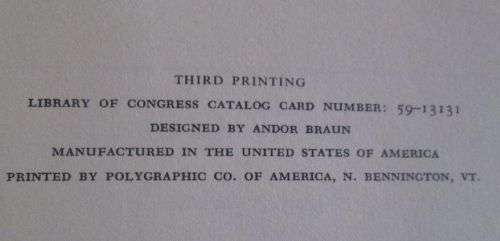 THIRD PRINTING
LIBRARY OF CONGRESS CATALOG CARD NUMBER: 59-13131
DESIGNED BY ANDOR BRAUN
MANUFACTURED IN THE UNITED STATES OF AMERICA
PRINTED BY POLYGRAPHIC CO. OF AMERICA, N. BENNINGTON, VT.